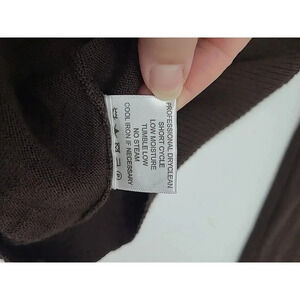 PROFESSIONAL DRYCLEAN
SHORT CYCLE
LOW MOISTURE
TUMBLE LOW
NO STEAM
COOL IRON IF NECESSARY